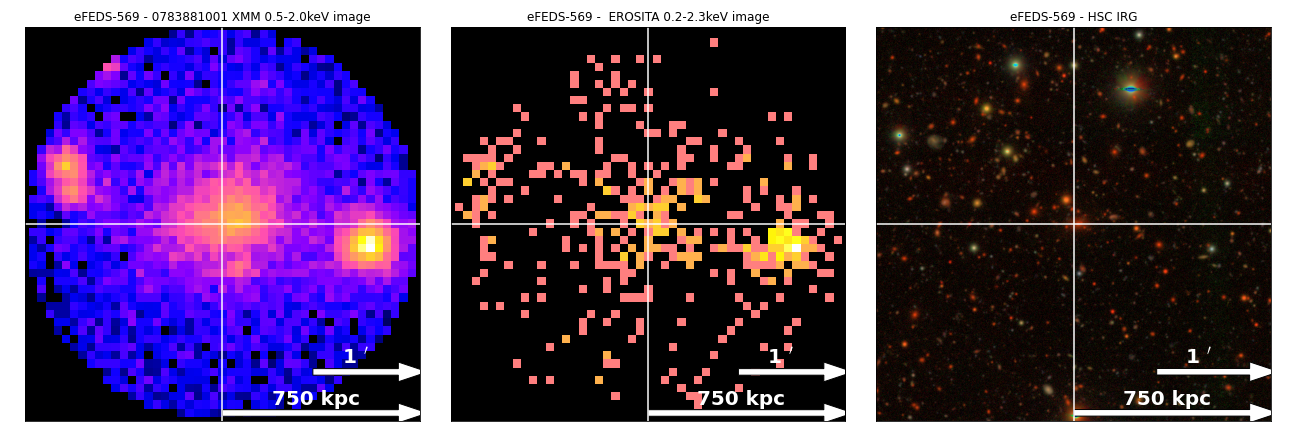 eFEDS-569 - 0783881001 XMM 0.5-2.0keV image
eFEDS-569 -  EROSITA 0.2-2.3keV image
eFEDS-569 - HSC IRG
1 ′
750 kpc
1 ′
750 kpc
1 ′
750 kpc